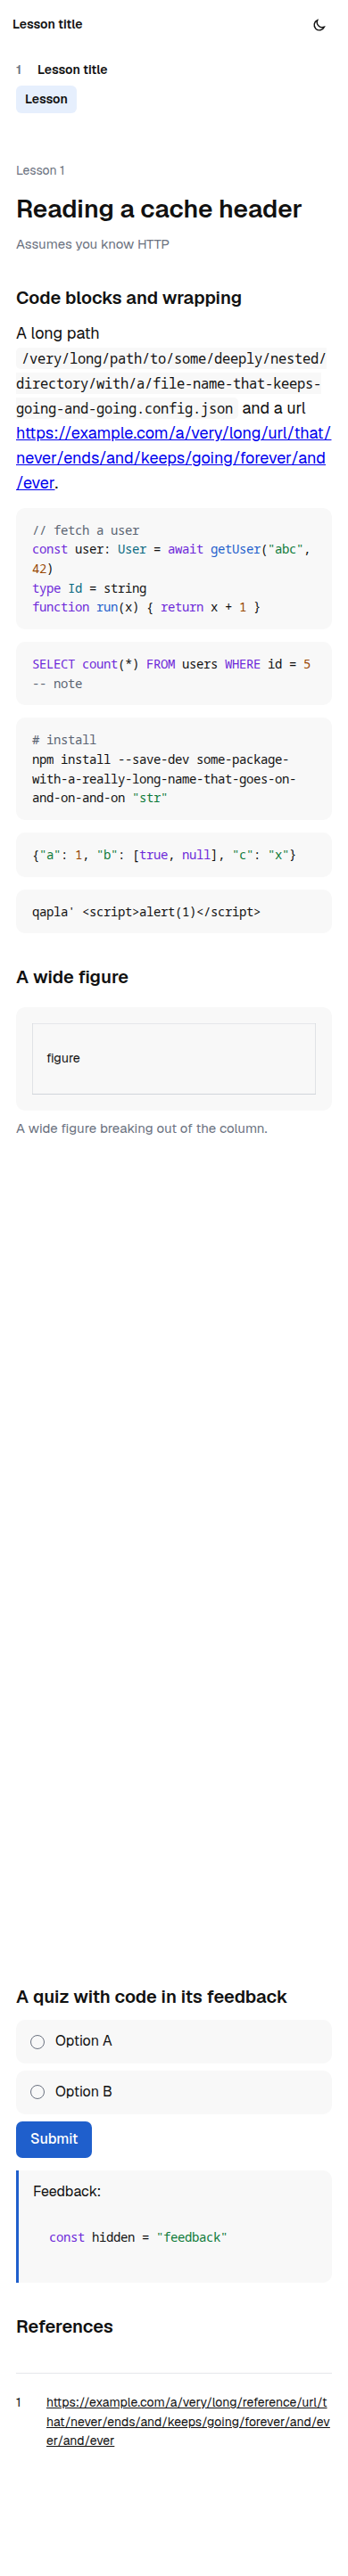 Lesson title
1 Lesson title
Lesson
Lesson 1
Reading a cache header
Assumes you know HTTP
Code blocks and wrapping
A long path
/very/long/path/to/some/deeply/nested/
directory/with/a/file-name-that-keeps-
going-and-going.config.json and a url
https://example.com/a/very/long/url/that/
never/ends/and/keeps/going/forever/and
/ever.
// fetch a user
const user: User = await getUser("abc",
42)
type Id = string
function run(x) { return x + 1 }
SELECT count(*) FROM users WHERE id = 5
-- note
# install
npm install --save-dev some-package-
with-a-really-long-name-that-goes-on-
and-on-and-on "str"
{"a": 1, "b": [true, null], "c": "x"}
qapla' <script>alert(1)</script>
A wide figure
figure
A wide figure breaking out of the column.
A quiz with code in its feedback
Option A
Option B
Submit
Feedback:
const hidden = "feedback"
References
1 https://example.com/a/very/long/reference/url/t
hat/never/ends/and/keeps/going/forever/and/ev
er/and/ever